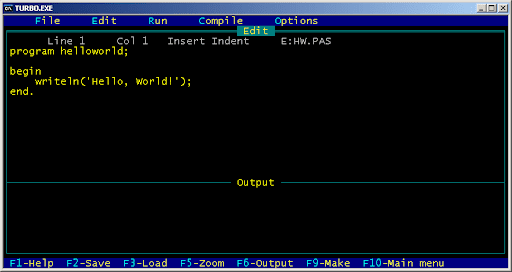 TURBO.EXE
File Edit Run Compile Options
Edit
Line 1 Col 1 Insert Indent E:HW.PAS
program helloworld;
begin
writeln('Hello, World!');
end.
Output
F1-Help F2-Save F3-Load F5-Zoom F6-Output F9-Make F10-Main menu